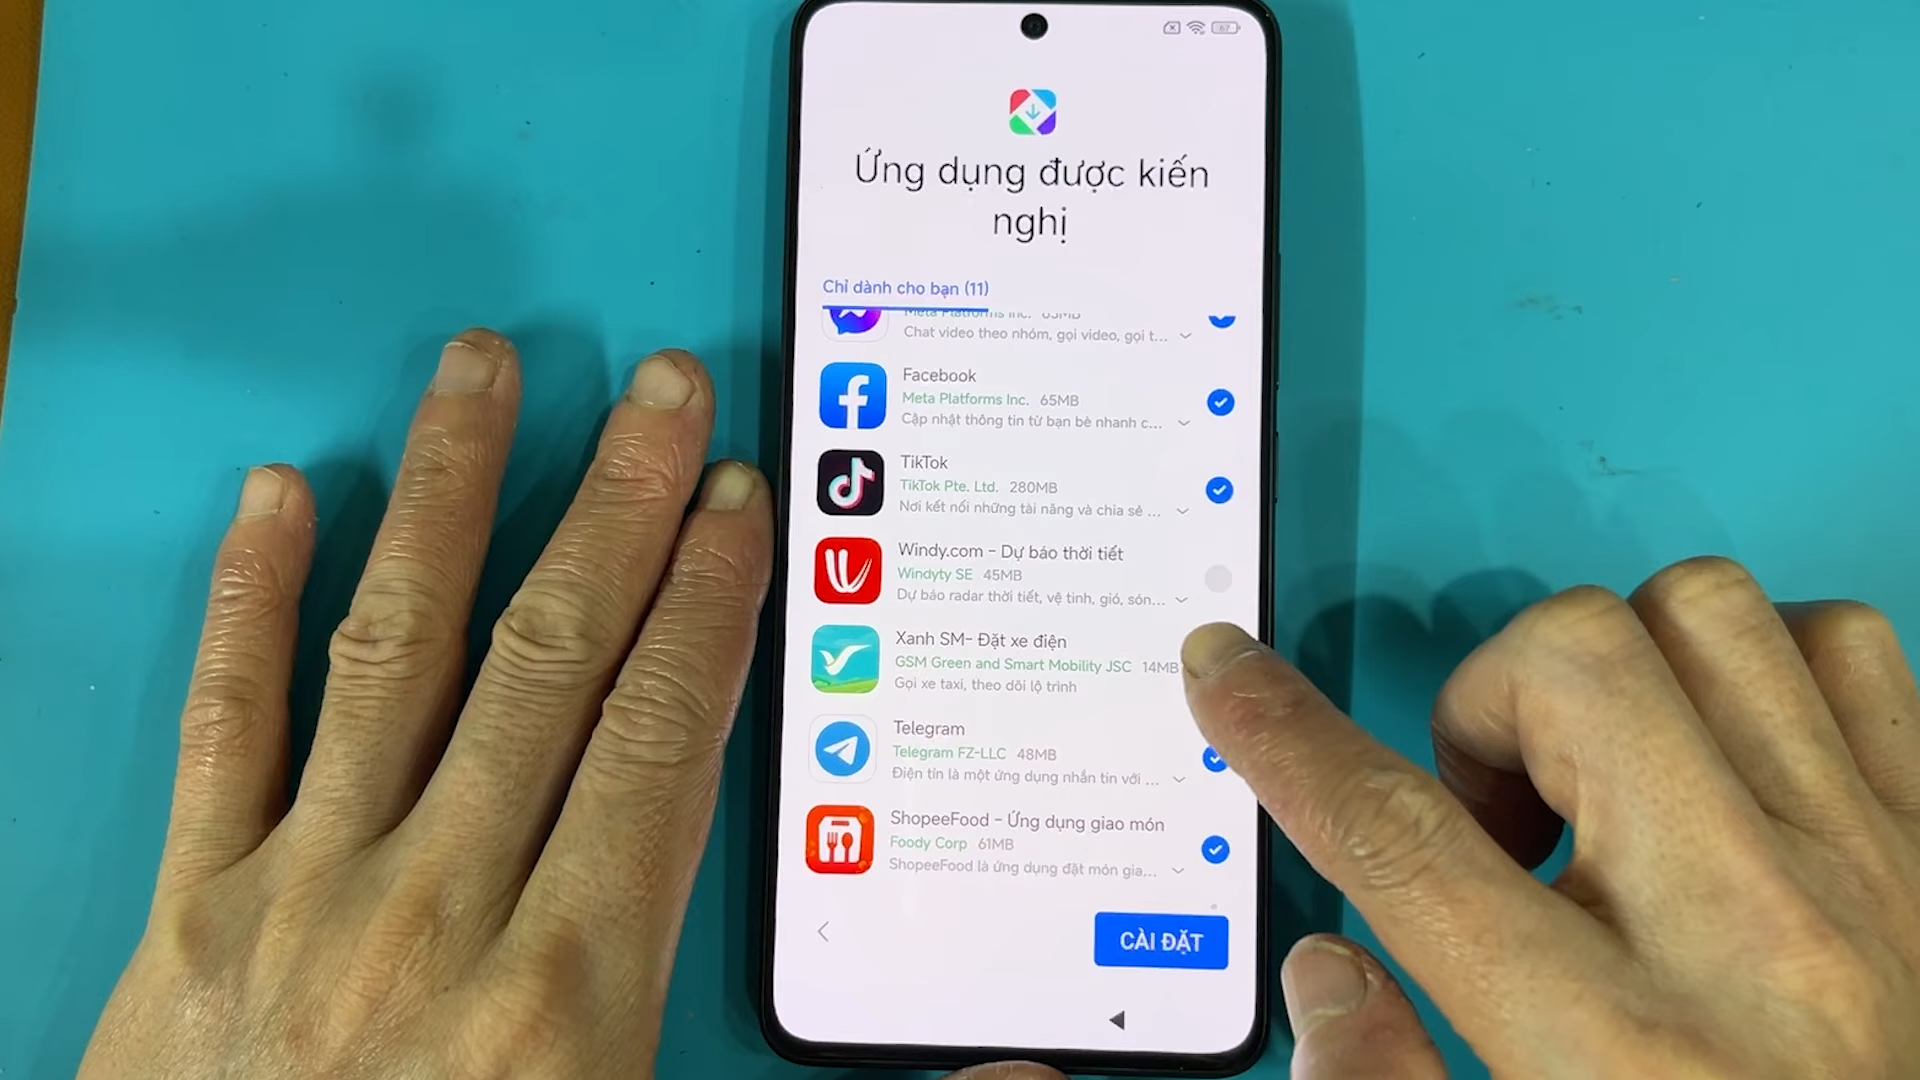 67
Ứng dụng được kiến
nghị
Chỉ dành cho bạn (11)
Meta Platforms Inc. 65MB
Chat video theo nhóm, gọi video, gọi t...
Facebook
Meta Platforms Inc. 65MB
Cập nhật thông tin từ bạn bè nhanh c...
TikTok
TikTok Pte. Ltd. 280MB
Nơi kết nối những tài năng và chia sẻ ...
Windy.com - Dự báo thời tiết
Windyty SE 45MB
Dự báo radar thời tiết, vệ tinh, gió, són...
Xanh SM- Đặt xe điện
GSM Green and Smart Mobility JSC 14MB
Gọi xe taxi, theo dõi lộ trình
Telegram
Telegram FZ-LLC 48MB
Điện tín là một ứng dụng nhắn tin với ...
ShopeeFood - Ứng dụng giao món
Foody Corp 61MB
ShopeeFood là ứng dụng đặt món gia...
CÀI ĐẶT